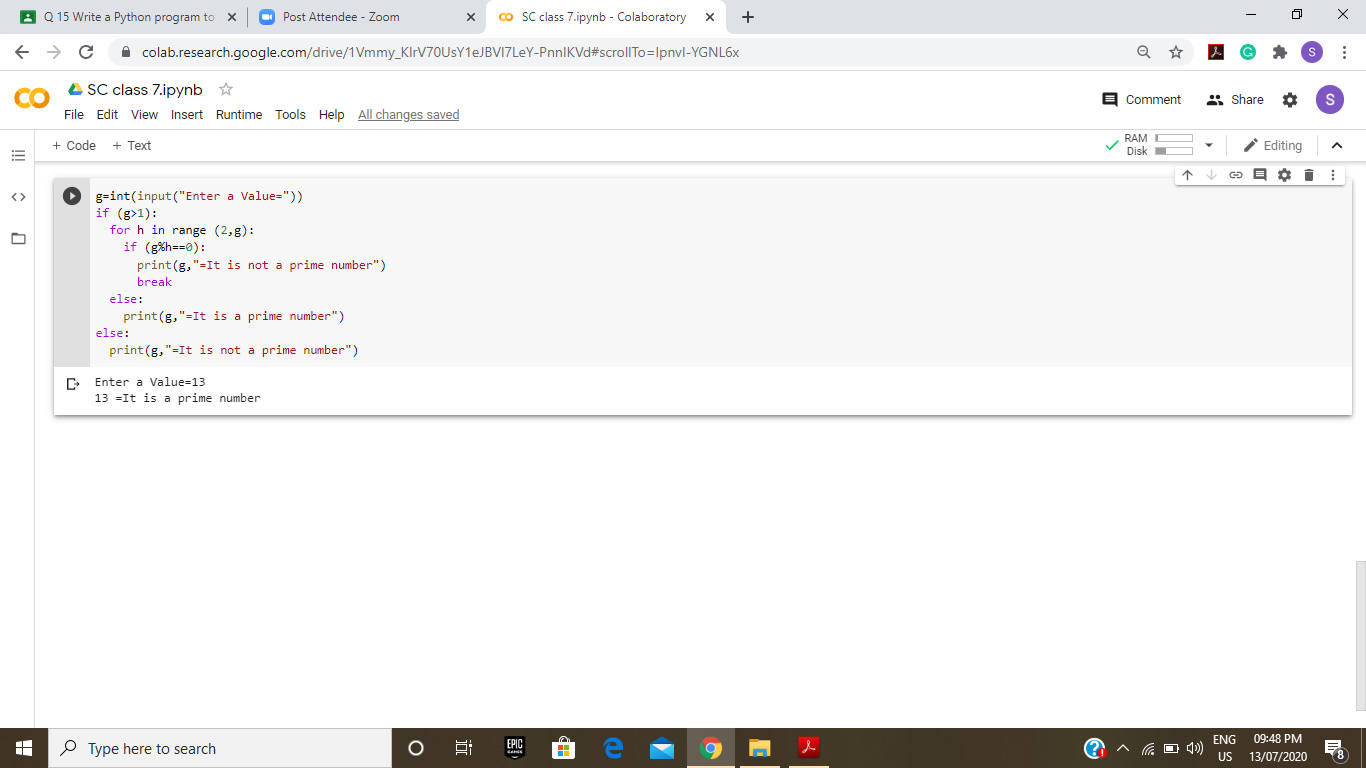 Q 15 Write a Python program to
Post Attendee - Zoom
SC class 7.ipynb - Colaboratory
colab.research.google.com/drive/1Vmmy_KIrV70UsY1eJBVI7LeY-PnnIKVd#scrollTo=Ipnvl-YGNL6x
S
SC class 7.ipynb
File Edit View Insert Runtime Tools Help All changes saved
Comment Share S
+ Code + Text
RAM
Disk
Editing
g=int(input("Enter a Value="))
if (g>1):
  for h in range (2,g):
    if (g%h==0):
      print(g,"=It is not a prime number")
      break
  else:
    print(g,"=It is a prime number")
else:
  print(g,"=It is not a prime number")
Enter a Value=13
13 =It is a prime number
Type here to search
EPIC
GAMES
ENG
US
09:48 PM
13/07/2020
8